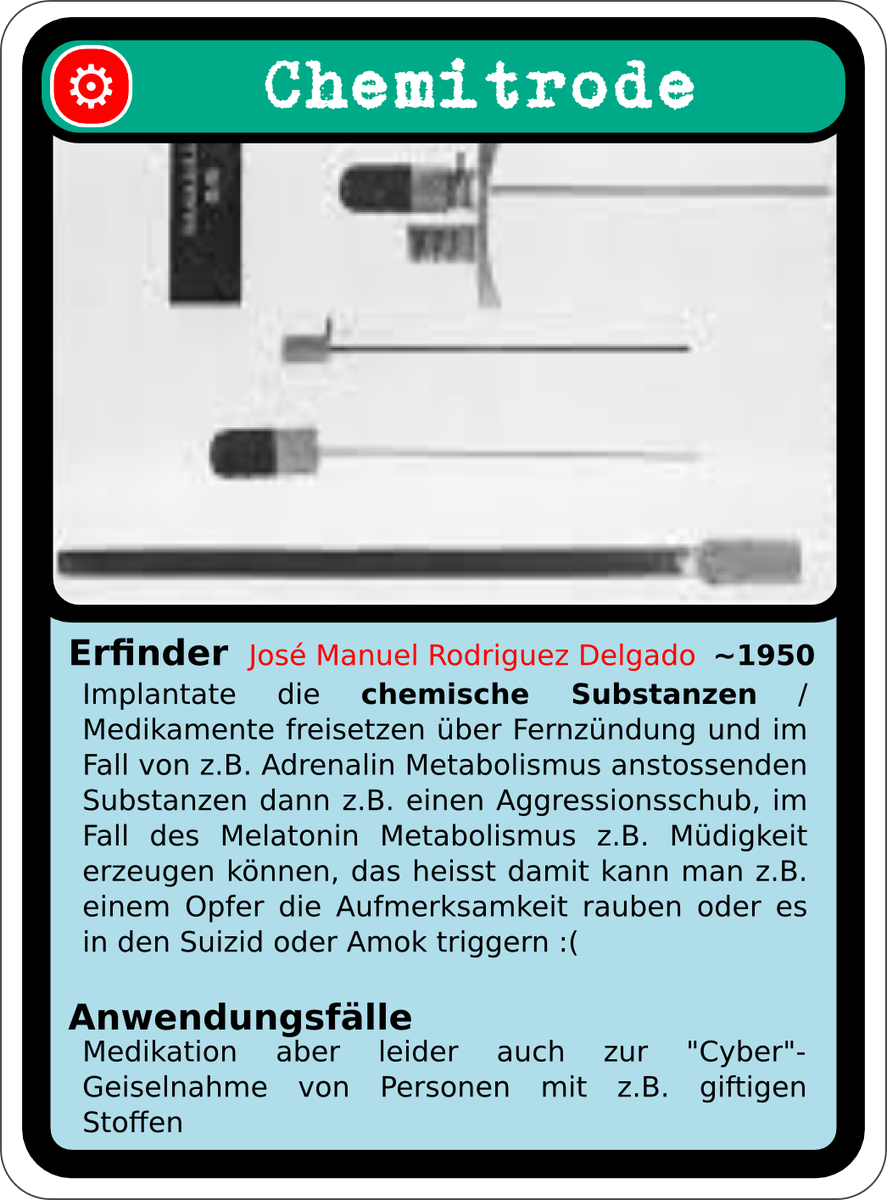 Chemitrode
Erfinder José Manuel Rodriguez Delgado ~1950
Implantate die chemische Substanzen /
Medikamente freisetzen über Fernzündung und im
Fall von z.B. Adrenalin Metabolismus anstossenden
Substanzen dann z.B. einen Aggressionsschub, im
Fall des Melatonin Metabolismus z.B. Müdigkeit
erzeugen können, das heisst damit kann man z.B.
einem Opfer die Aufmerksamkeit rauben oder es
in den Suizid oder Amok triggern :(
Anwendungsfälle
Medikation aber leider auch zur "Cyber"-
Geiselnahme von Personen mit z.B. giftigen
Stoffen